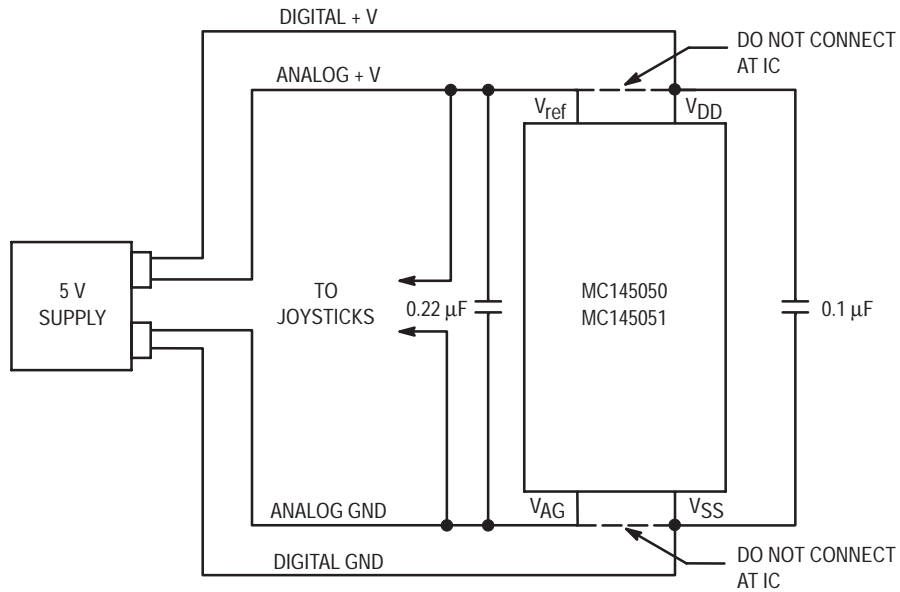 DIGITAL + V
DO NOT CONNECT
AT IC
ANALOG + V
Vref
VDD
5 V
SUPPLY
TO
JOYSTICKS
0.22 µF
MC145050
MC145051
0.1 µF
ANALOG GND
VAG
VSS
DIGITAL GND
DO NOT CONNECT
AT IC